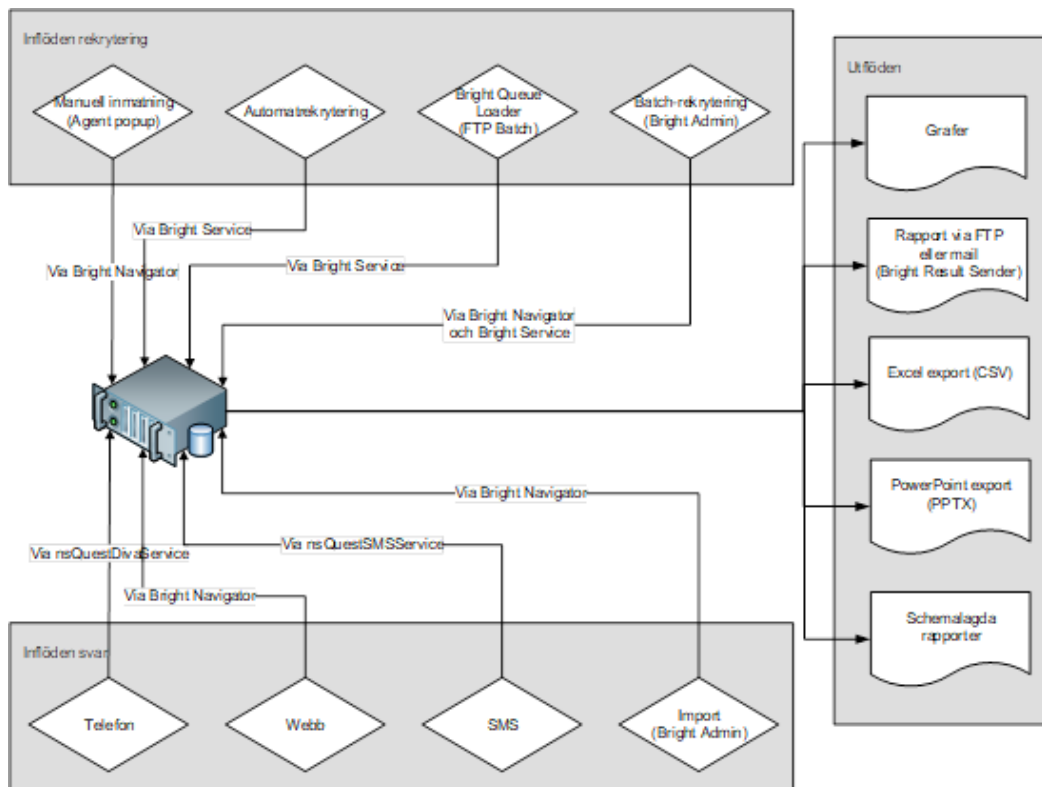 Inflöden rekrytering
Manuell inmatning
(Agent popup)
Automatrekrytering
Bright Queue
Loader
(FTP Batch)
Batch-rekrytering
(Bright Admin)
Via Bright Service
Via Bright Navigator
Via Bright Service
Via Bright Navigator
och Bright Service
Via Bright Navigator
Via nsQuestDivaService
Via nsQuestSMSService
Via Bright Navigator
Inflöden svar
Telefon
Webb
SMS
Import
(Bright Admin)
Utflöden
Grafer
Rapport via FTP
eller mail
(Bright Result Sender)
Excel export (CSV)
PowerPoint export
(PPTX)
Schemalagda
rapporter